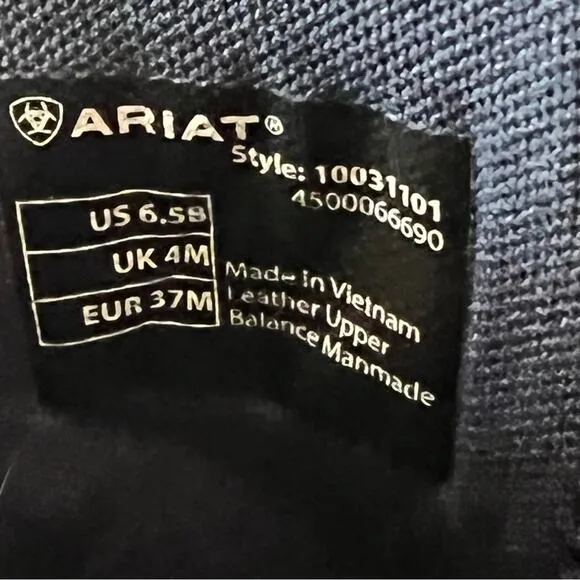 ARIAT®
Style: 10031101
4500066690
US 6.5B
UK 4M
EUR 37M
Made in Vietnam
Leather Upper
Balance Manmade